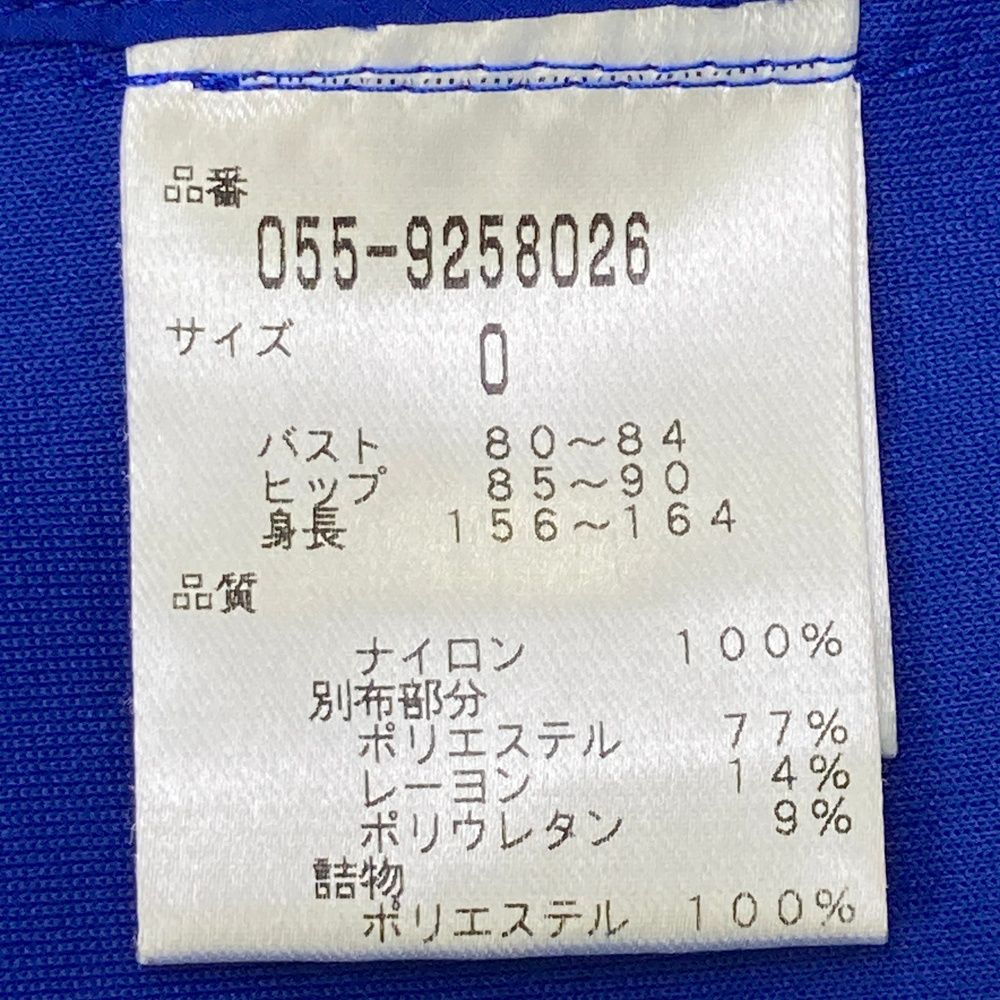 品番
055-9258026
サイズ 0
バスト 80~84
ヒップ 85~90
身長 156~164
品質
ナイロン 100%
別布部分
ポリエステル 77%
レーヨン 14%
ポリウレタン 9%
詰物
ポリエステル 100%